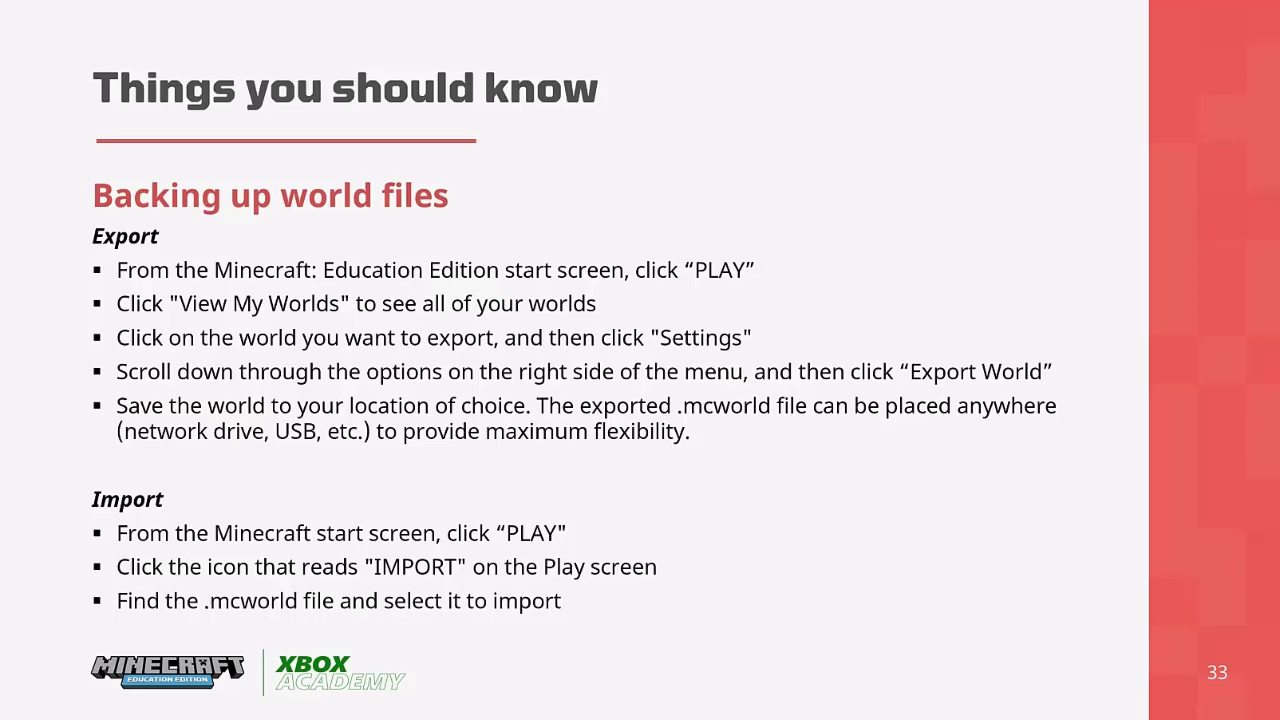 Things you should know
Backing up world files
Export
▪ From the Minecraft: Education Edition start screen, click “PLAY”
▪ Click "View My Worlds" to see all of your worlds
▪ Click on the world you want to export, and then click "Settings"
▪ Scroll down through the options on the right side of the menu, and then click “Export World”
▪ Save the world to your location of choice. The exported .mcworld file can be placed anywhere
(network drive, USB, etc.) to provide maximum flexibility.
Import
▪ From the Minecraft start screen, click “PLAY"
▪ Click the icon that reads "IMPORT" on the Play screen
▪ Find the .mcworld file and select it to import
MINECRAFT
EDUCATION EDITION
XBOX
ACADEMY
33